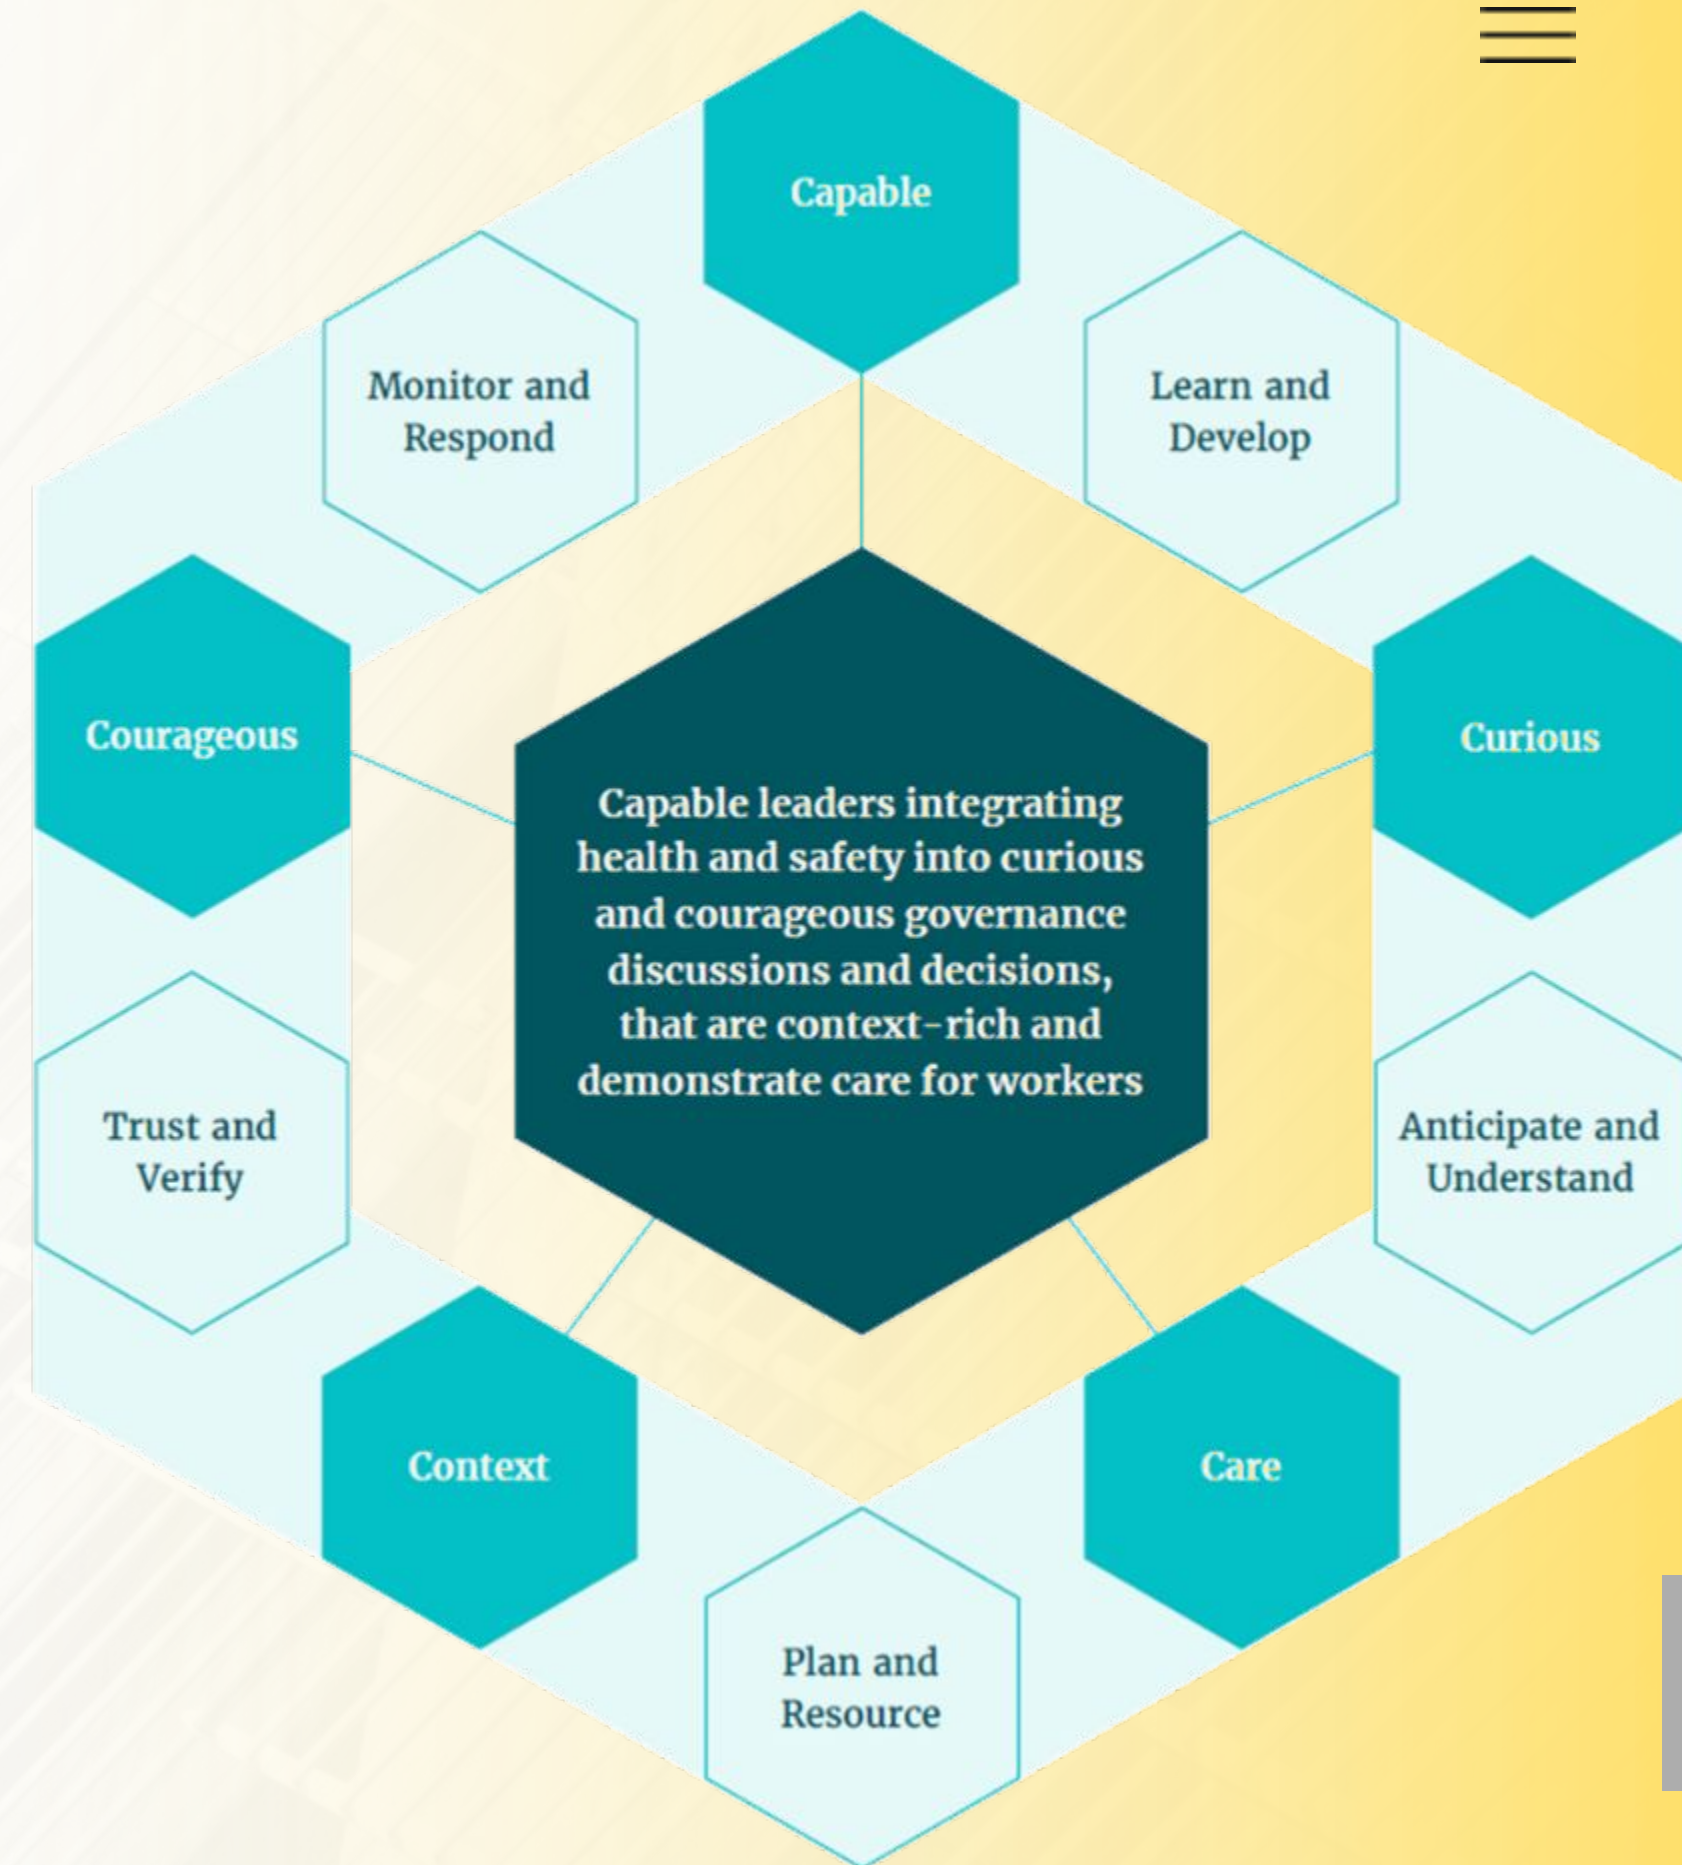 Capable
Monitor and
Respond
Learn and
Develop
Courageous
Curious
Capable leaders integrating
health and safety into curious
and courageous governance
discussions and decisions,
that are context-rich and
demonstrate care for workers
Trust and
Verify
Anticipate and
Understand
Context
Care
Plan and
Resource